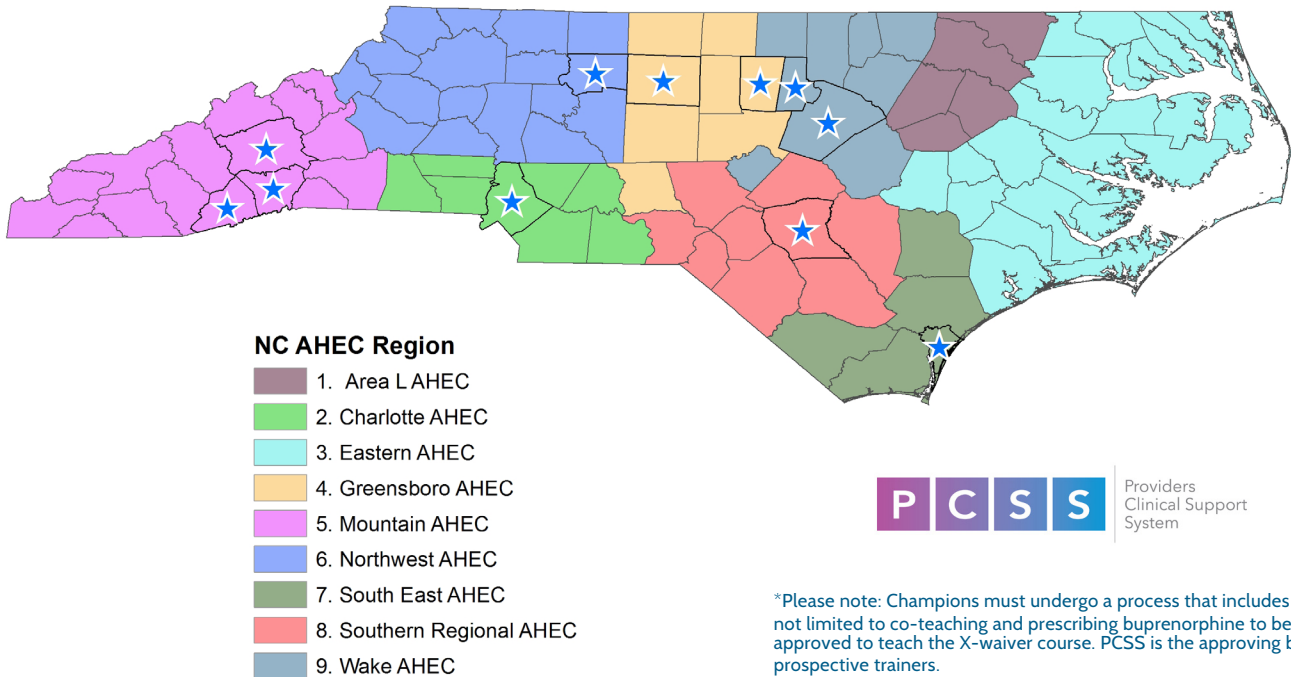 NC AHEC Region
1. Area L AHEC
2. Charlotte AHEC
3. Eastern AHEC
4. Greensboro AHEC
5. Mountain AHEC
6. Northwest AHEC
7. South East AHEC
8. Southern Regional AHEC
9. Wake AHEC
PCSS
Providers
Clinical Support
System
*Please note: Champions must undergo a process that includes
not limited to co-teaching and prescribing buprenorphine to be
approved to teach the X-waiver course. PCSS is the approving
prospective trainers.